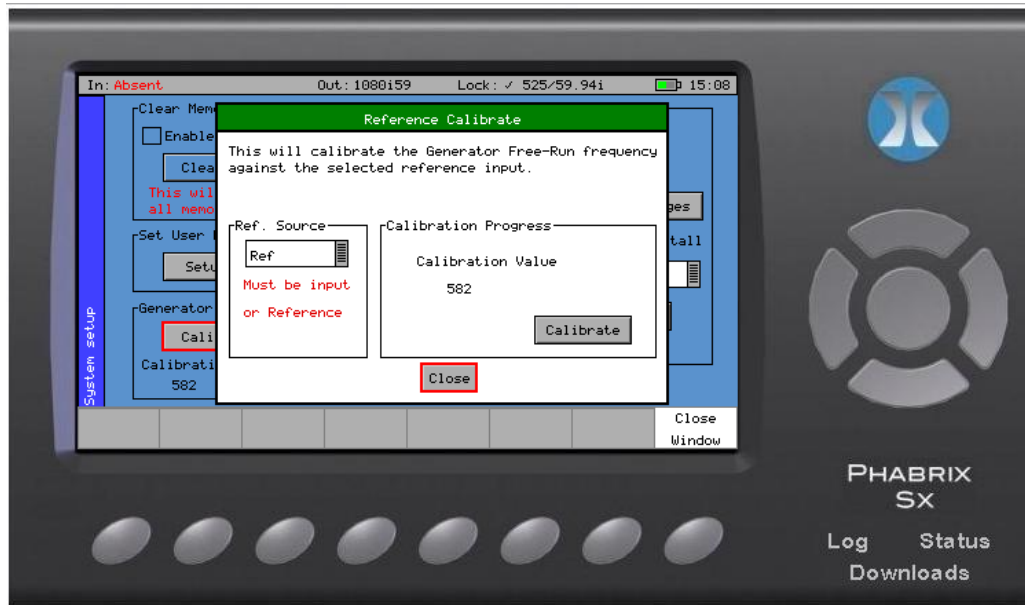 In: Absent Out: 1080i59 Lock: ✓ 525/59.94i 15:08
Clear Mem
Enable
Clea
This wil
all memo
Set User
Setu
Generator
Cali
Calibrati
582
System setup
Reference Calibrate
This will calibrate the Generator Free-Run frequency
against the selected reference input.
Ref. Source
Ref
Must be input
or Reference
Calibration Progress
Calibration Value
582
Calibrate
Close
ges
tall
Close
Window
PHABRIX
SX
Log Status
Downloads